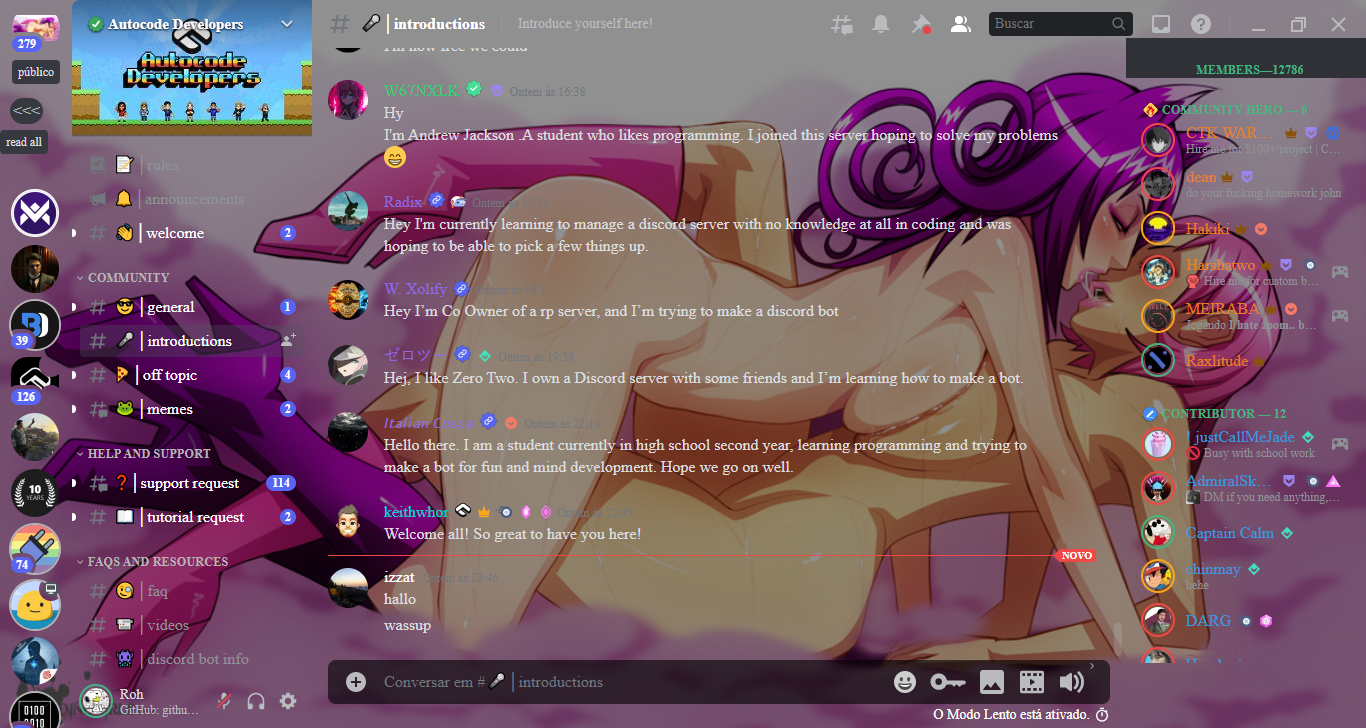 279
público
<<<
read all
39
126
10
YEARS
74
0100
Autocode Developers
Autocode
Developers
rules
announcements
welcome 2
COMMUNITY
general 1
introductions
off topic 4
memes 2
HELP AND SUPPORT
support request 114
tutorial request 2
FAQS AND RESOURCES
faq
videos
discord bot info
Roh
GitHub: githu…
# introductions Introduce yourself here!
Buscar
I'm now free we could
W67NXLK Ontem às 16:38
Hy
I'm Andrew Jackson .A student who likes programming. I joined this server hoping to solve my problems
Radix Ontem às
Hey I'm currently learning to manage a discord server with no knowledge at all in coding and was
hoping to be able to pick a few things up.
W. Xolify
Hey I’m Co Owner of a rp server, and I’m trying to make a discord bot
ゼロツ Ontem às 19:58
Hej, I like Zero Two. I own a Discord server with some friends and I’m learning how to make a bot.
Italian Ontem às 22:14
Hello there. I am a student currently in high school second year, learning programming and trying to
make a bot for fun and mind development. Hope we go on well.
keithwhor Ontem às
Welcome all! So great to have you here!
NOVO
izzat Ontem às 23:46
hallo
wassup
Conversar em # introductions
O Modo Lento está ativado.
MEMBERS—12786
COMMUNITY HERO — 6
CTK WAR…
Hire me for $100+ project | C…
dean
do your fucking homework john
Hakiki
Harshatwo
Hire me for custom b…
MEIRABA
Jogando I hate zoom.. b…
Raxlitude
CONTRIBUTOR — 12
! justCallMeJade
Busy with school work
AdmiralSk…
DM if you need anything,…
Captain Calm
chinmay
hehe
DARG